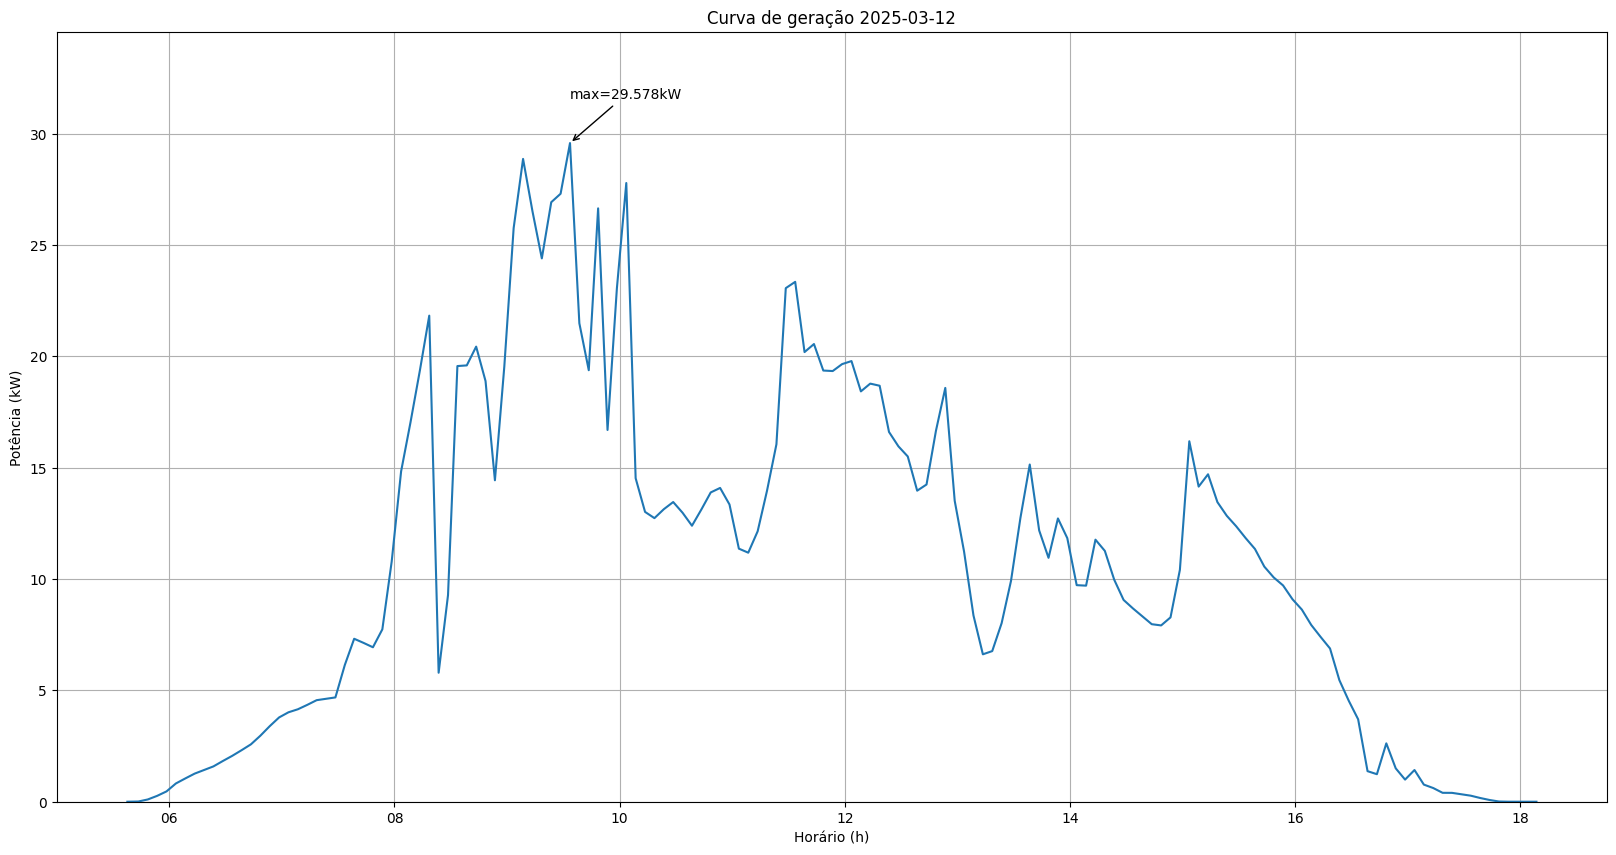 Curva de geração 2025-03-12
max=29.578kW
30
25
20
15
10
5
0
Potência (kW)
06 08 10 12 14 16 18
Horário (h)